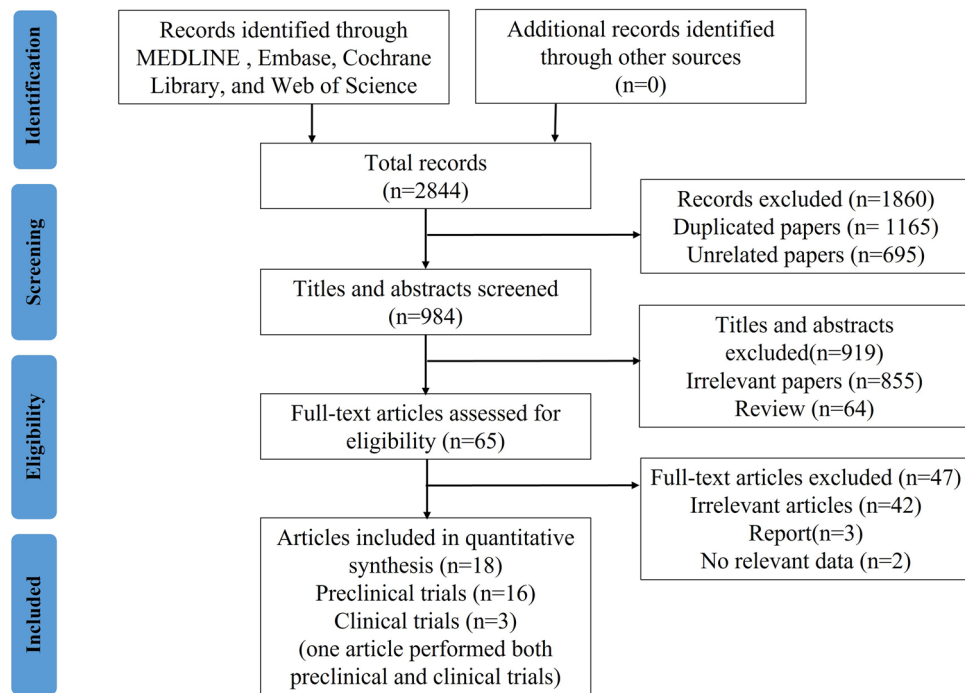 Identification
Records identified through
MEDLINE , Embase, Cochrane
Library, and Web of Science
Additional records identified
through other sources
(n=0)
Total records
(n=2844)
Screening
Records excluded (n=1860)
Duplicated papers (n= 1165)
Unrelated papers (n=695)
Titles and abstracts screened
(n=984)
Eligibility
Titles and abstracts
excluded(n=919)
Irrelevant papers (n=855)
Review (n=64)
Full-text articles assessed for
eligibility (n=65)
Full-text articles excluded (n=47)
Irrelevant articles (n=42)
Report(n=3)
No relevant data (n=2)
Included
Articles included in quantitative
synthesis (n=18)
Preclinical trials (n=16)
Clinical trials (n=3)
(one article performed both
preclinical and clinical trials)